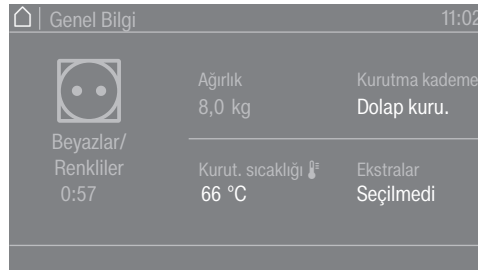 Genel Bilgi
11:02
Ağırlık
8,0 kg
Kurutma kademe
Dolap kuru.
Beyazlar/
Renkliler
0:57
Kurut. sıcaklığı
66 °C
Ekstralar
Seçilmedi